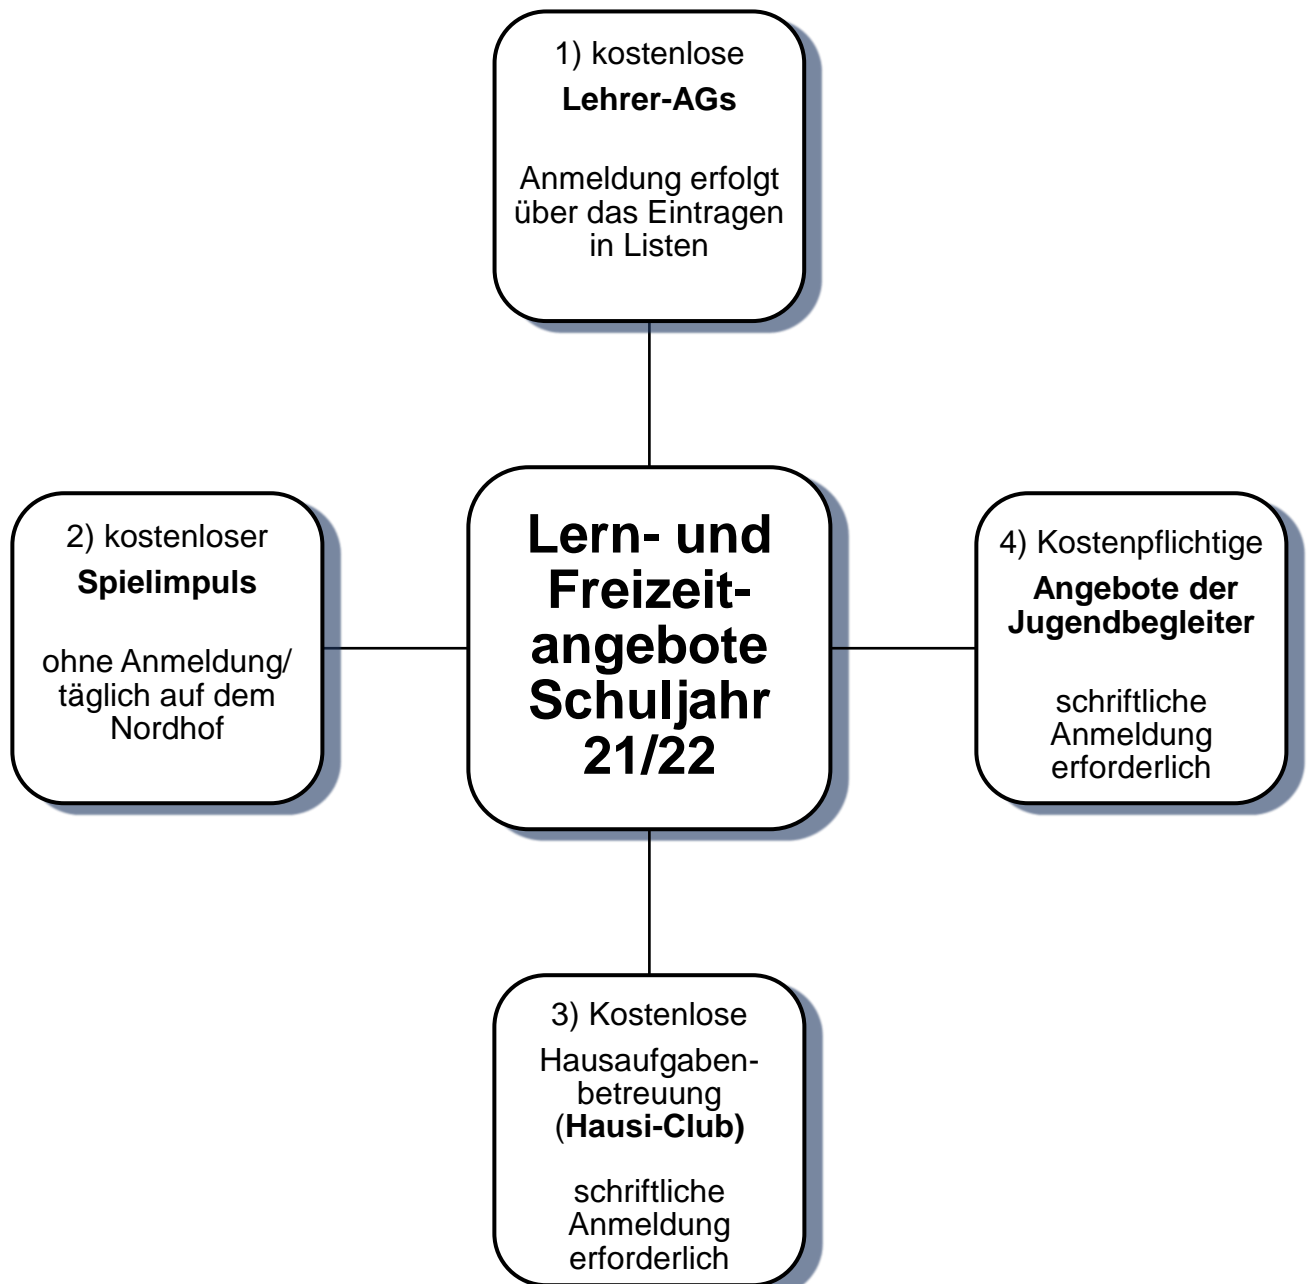 1) kostenlose
Lehrer-AGs
Anmeldung erfolgt
über das Eintragen
in Listen
2) kostenloser
Spielimpuls
ohne Anmeldung/
täglich auf dem
Nordhof
Lern- und
Freizeit-
angebote
Schuljahr
21/22
4) Kostenpflichtige
Angebote der
Jugendbegleiter
schriftliche
Anmeldung
erforderlich
3) Kostenlose
Hausaufgaben-
betreuung
(Hausi-Club)
schriftliche
Anmeldung
erforderlich